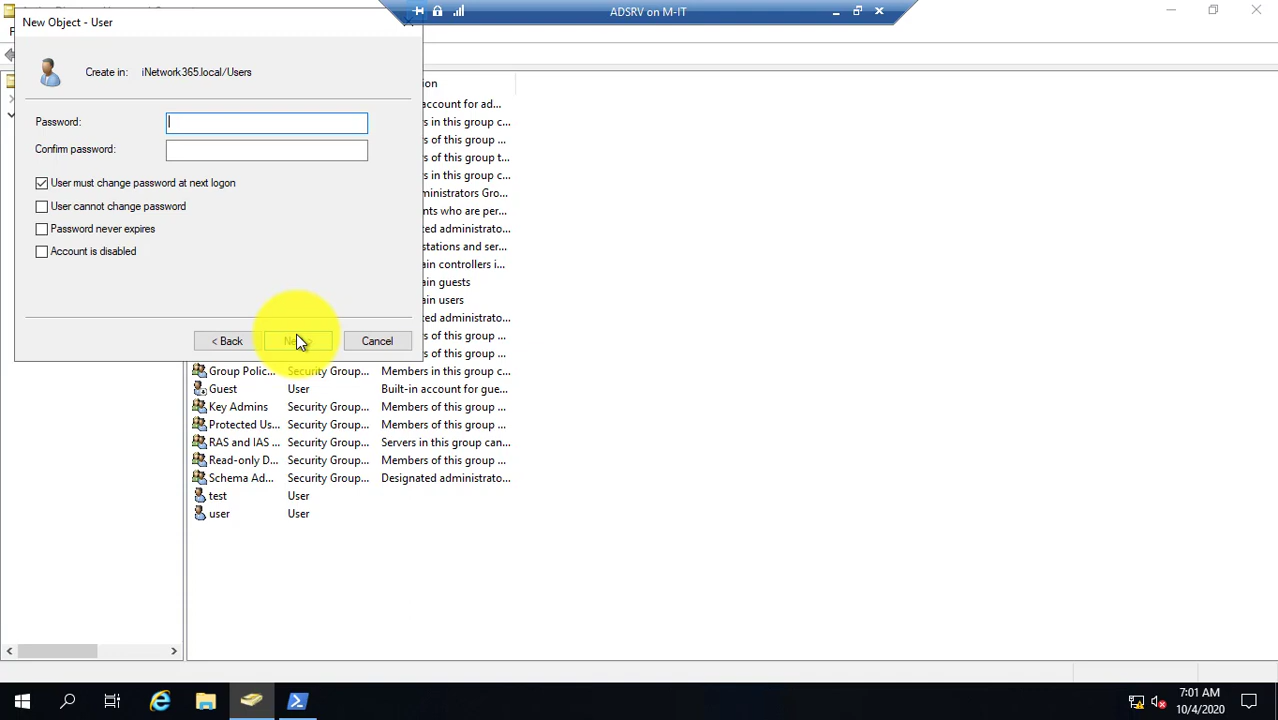 ADSRV on M-IT
New Object - User
Create in: iNetwork365.local/Users
Password:
Confirm password:
User must change password at next logon
User cannot change password
Password never expires
Account is disabled
< Back
Cancel
ion
account for ad...
s in this group c...
s of this group ...
s of this group t...
s in this group c...
ministrators Gro...
nts who are per...
ted administrato...
stations and ser...
ain controllers i...
ain guests
ain users
ted administrato...
s of this group ...
s of this group ...
Group Polic... Security Group... Members in this group c...
Guest User Built-in account for gue...
Key Admins Security Group... Members of this group ...
Protected Us... Security Group... Members of this group ...
RAS and IAS ... Security Group... Servers in this group can...
Read-only D... Security Group... Members of this group ...
Schema Ad... Security Group... Designated administrato...
test User
user User
7:01 AM
10/4/2020